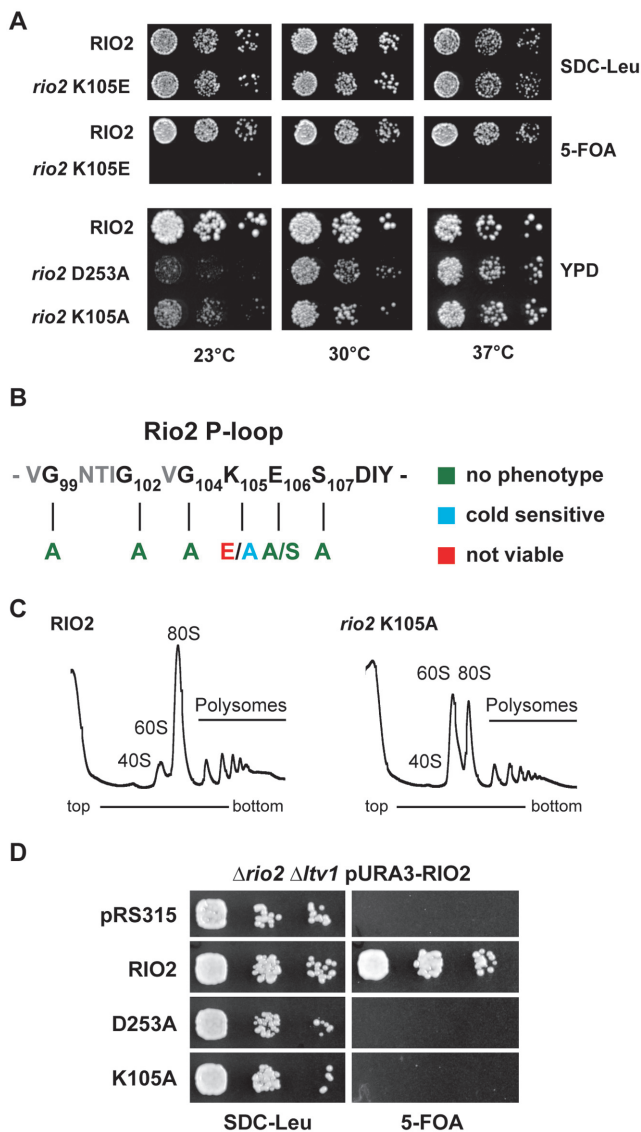 A
RIO2
rio2 K105E
SDC-Leu
RIO2
rio2 K105E
5-FOA
RIO2
rio2 D253A
rio2 K105A
YPD
23°C 30°C 37°C
B
Rio2 P-loop
- VG99NTIG102VG104K105E106S107DIY -
A A A E/A A/S A
no phenotype
cold sensitive
not viable
C
RIO2
80S
60S
40S
Polysomes
top bottom
rio2 K105A
60S 80S
40S
Polysomes
top bottom
D
Δrio2 Δltv1 pURA3-RIO2
pRS315
RIO2
D253A
K105A
SDC-Leu 5-FOA